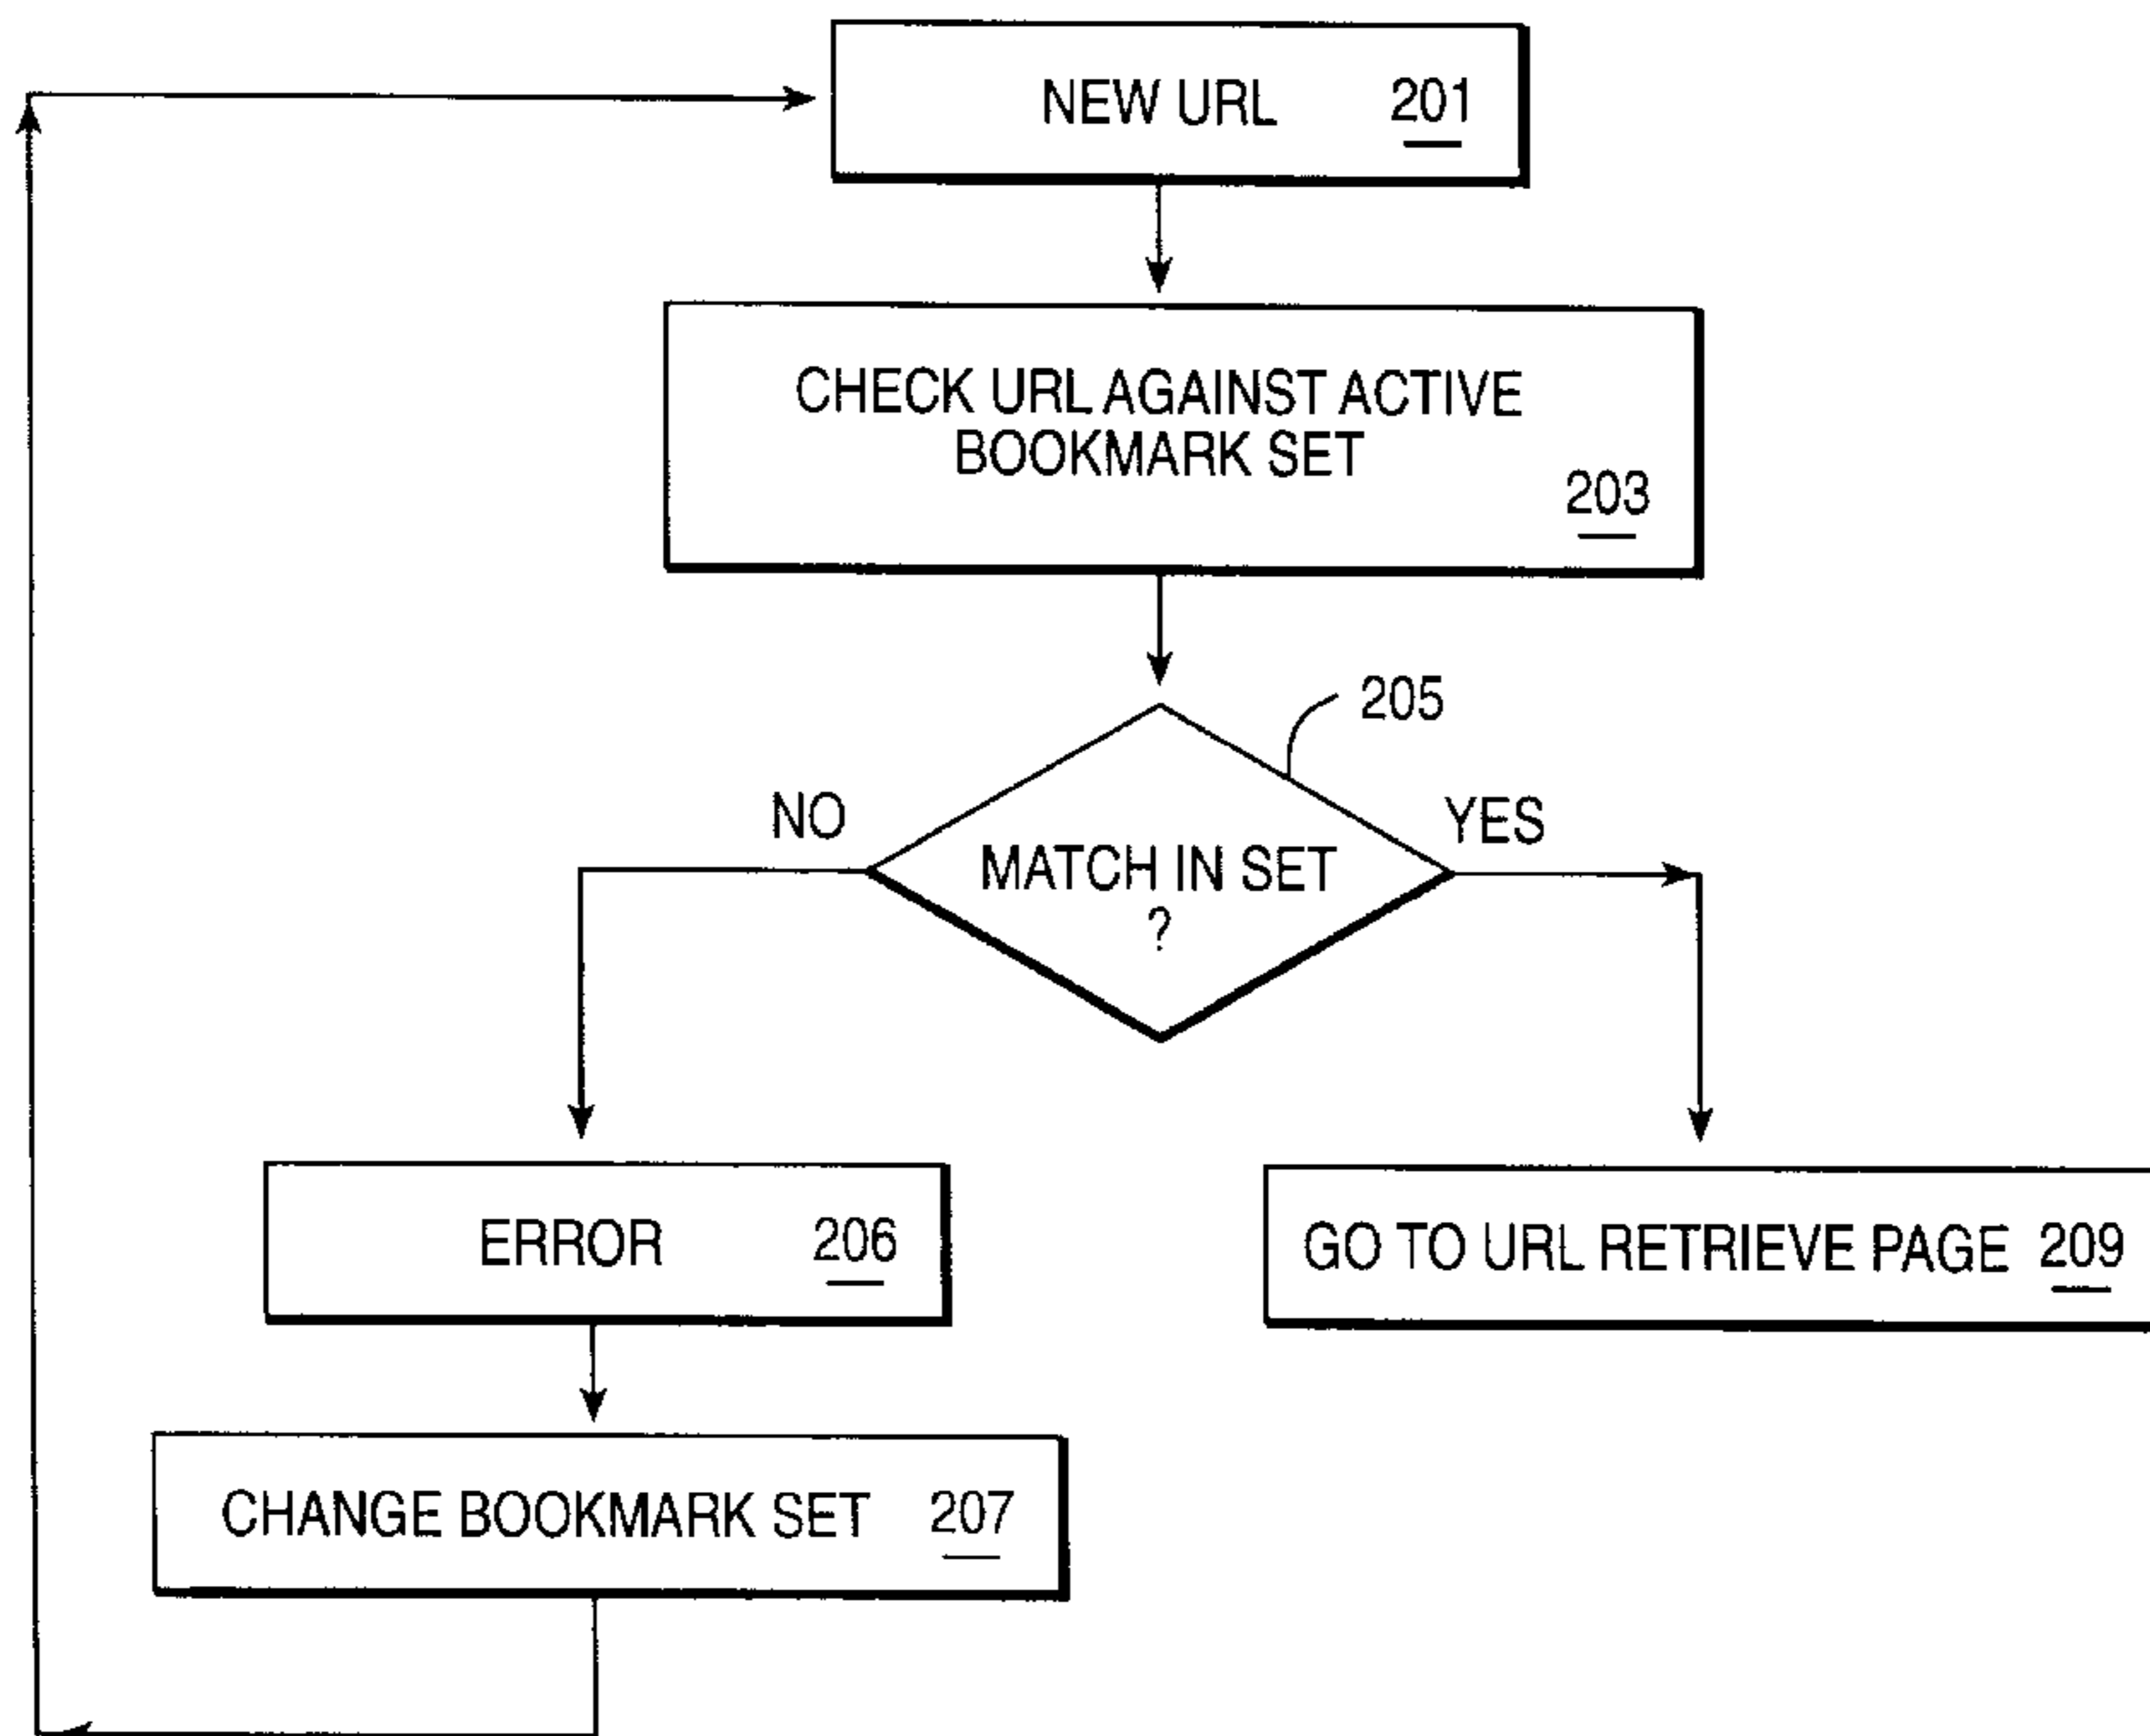 NEW URL 201
CHECK URL AGAINST ACTIVE
BOOKMARK SET
203
205
NO
YES
MATCH IN SET
?
ERROR 206
GO TO URL RETRIEVE PAGE 209
CHANGE BOOKMARK SET 207